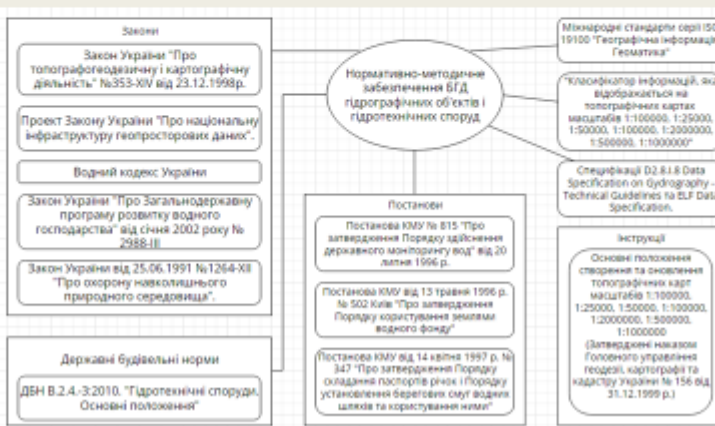 Закони
Закон України "Про
топографогеодезичну і картографічну
діяльність" №353-XIV від 23.12.1998р.
Проект Закону України "Про національну
інфраструктуру геопросторових даних".
Водний кодекс України
Закон України "Про Загальнодержавну
програму розвитку водного
господарства" від січня 2002 року №
2988-III
Закон України від 25.06.1991 №1264-XII
"Про охорону навколишнього
природного середовища".
Державні будівельні норми
ДБН В.2.4.-3:2010. "Гідротехнічні споруди.
Основні положення"
Нормативно-методичне
забезпечення БГД
гідрографічних об'єктів і
гідротехнічних споруд
Постанови
Постанова КМУ № 815 "Про
затвердження Порядку здійснення
державного моніторингу вод" від 20
липня 1996 р.
Постанова КМУ від 13 травня 1996 р.
№ 502 Київ "Про затвердження
Порядку користування землями
водного фонду"
Постанова КМУ від 14 квітня 1997 р. №
347 "Про затвердження Порядку
складання паспортів річок і Порядку
установлення берегових смуг водних
шляхів та користування ними"
Міжнародні стандарти серії ISO
19100 "Географічна інформація
Геоматика"
"Класифікатор інформацій, яка
відображається на
топографічних картах
масштабів 1:100000, 1:25000,
1:50000, 1:100000, 1:2000000,
1:500000, 1:1000000"
Специфікації D2.8.I.8 Data
Specification on Gydrography –
Technical Guidelines та ELF Data
Specification.
Інструкції
Основні положення
створення та оновлення
топографічних карт
масштабів 1:100000,
1:25000, 1:50000, 1:100000,
1:2000000, 1:500000,
1:1000000
(Затверджені наказом
Головного управління
геодезії, картографії та
кадастру України № 156 від
31.12.1999 р.)